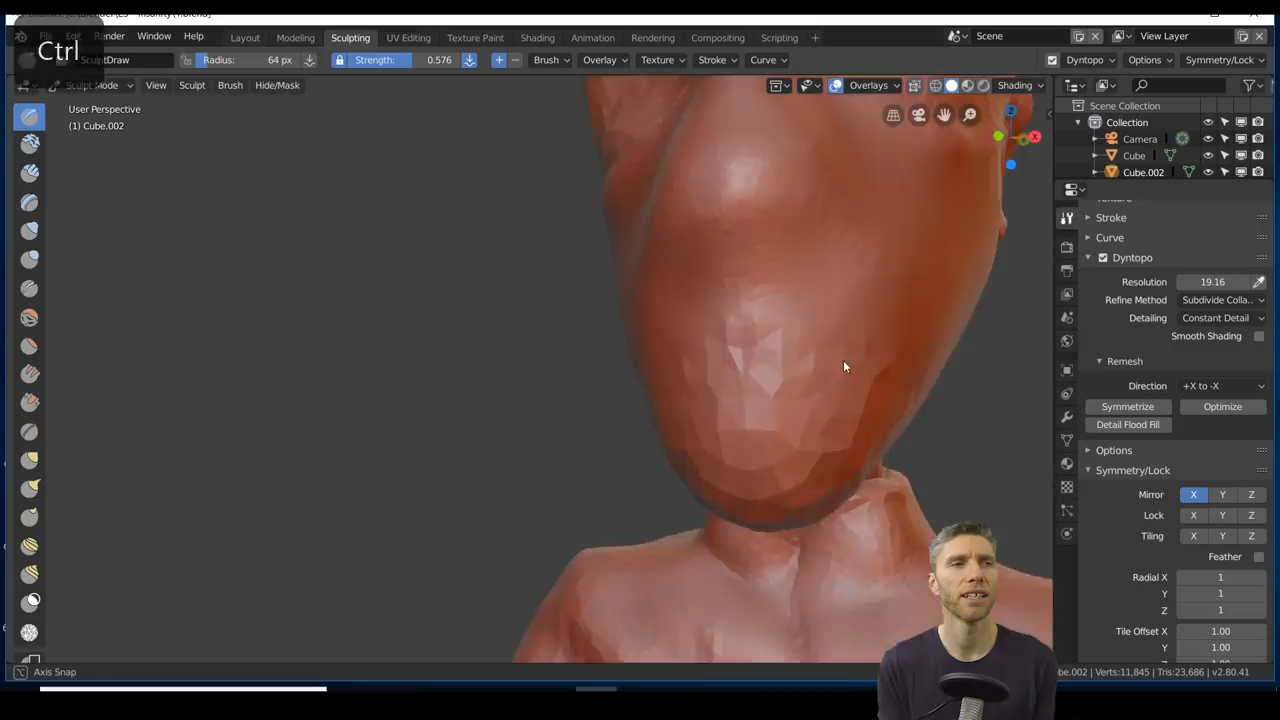 Ctrl
Render Window Help
Layout Modeling Sculpting UV Editing Texture Paint Shading Animation Rendering Compositing Scripting +
Scene
View Layer
SculptDraw
Radius: 64 px
Strength: 0.576
Brush Overlay Texture Stroke Curve
Dyntopo Options Symmetry/Lock
Sculpt Mode View Sculpt Brush Hide/Mask
Overlays
Shading
User Perspective
(1) Cube.002
Z
X
Scene Collection
Collection
Camera
Cube
Cube.002
Stroke
Curve
Dyntopo
Resolution 19.16
Refine Method Subdivide Colla..
Detailing Constant Detail
Smooth Shading
Remesh
Direction +X to -X
Symmetrize Optimize
Detail Flood Fill
Options
Symmetry/Lock
Mirror X Y Z
Lock X Y Z
Tiling X Y Z
Feather
Radial X 1
Y 1
Z 1
Tile Offset X 1.00
Y 1.00
Axis Snap
be.002 | Verts:11,845 | Tris:23,686 | v2.80.41